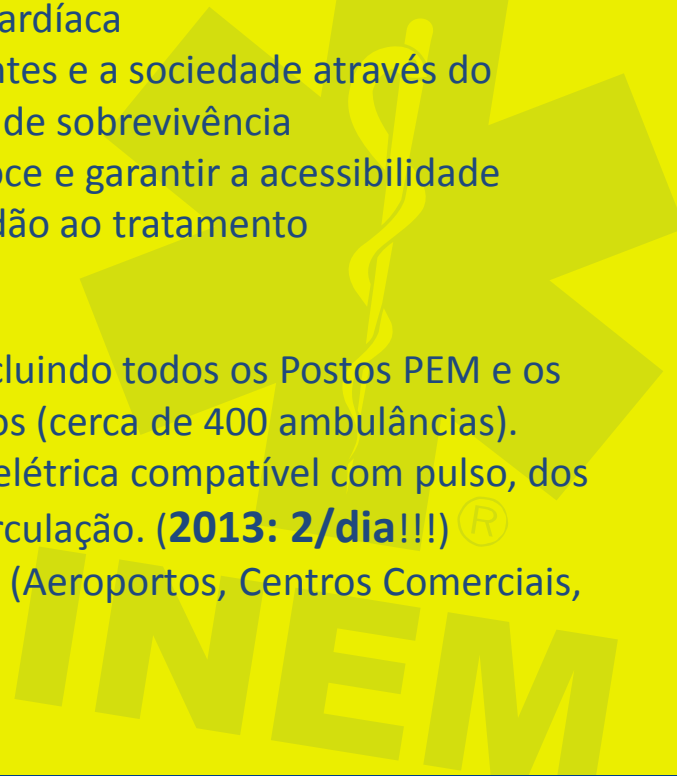 ardíaca
ntes e a sociedade através do
de sobrevivência
oce e garantir a acessibilidade
dão ao tratamento
cluindo todos os Postos PEM e os
os (cerca de 400 ambulâncias).
elétrica compatível com pulso, dos
rculação. (2013: 2/dia!!!) ®
(Aeroportos, Centros Comerciais,
INEM